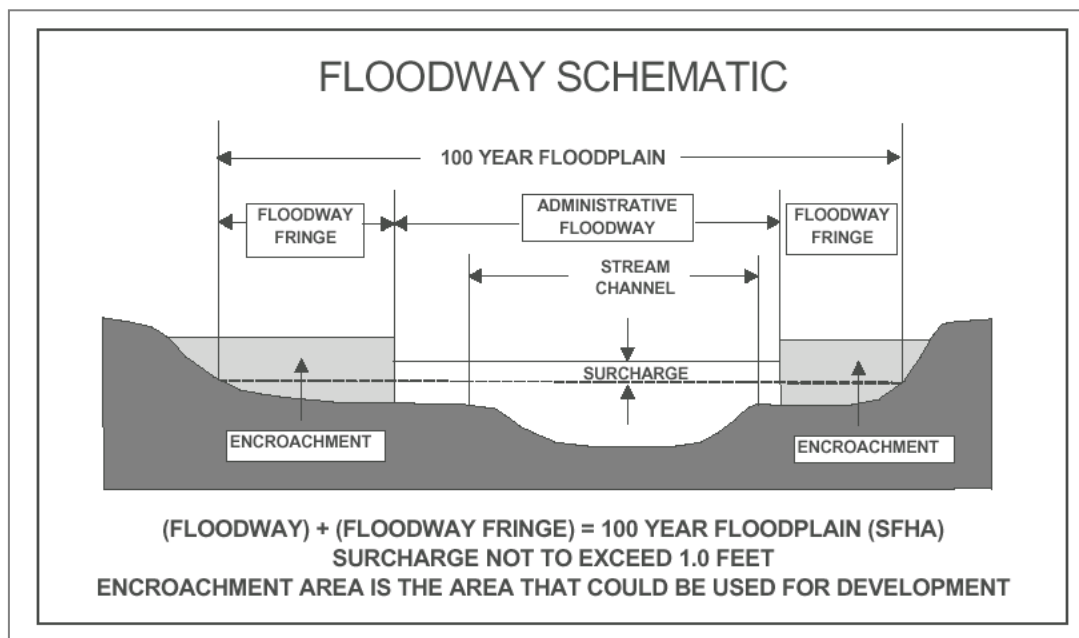 FLOODWAY SCHEMATIC
100 YEAR FLOODPLAIN
FLOODWAY
FRINGE
ADMINISTRATIVE
FLOODWAY
FLOODWAY
FRINGE
STREAM
CHANNEL
SURCHARGE
ENCROACHMENT
ENCROACHMENT
(FLOODWAY) + (FLOODWAY FRINGE) = 100 YEAR FLOODPLAIN (SFHA)
SURCHARGE NOT TO EXCEED 1.0 FEET
ENCROACHMENT AREA IS THE AREA THAT COULD BE USED FOR DEVELOPMENT